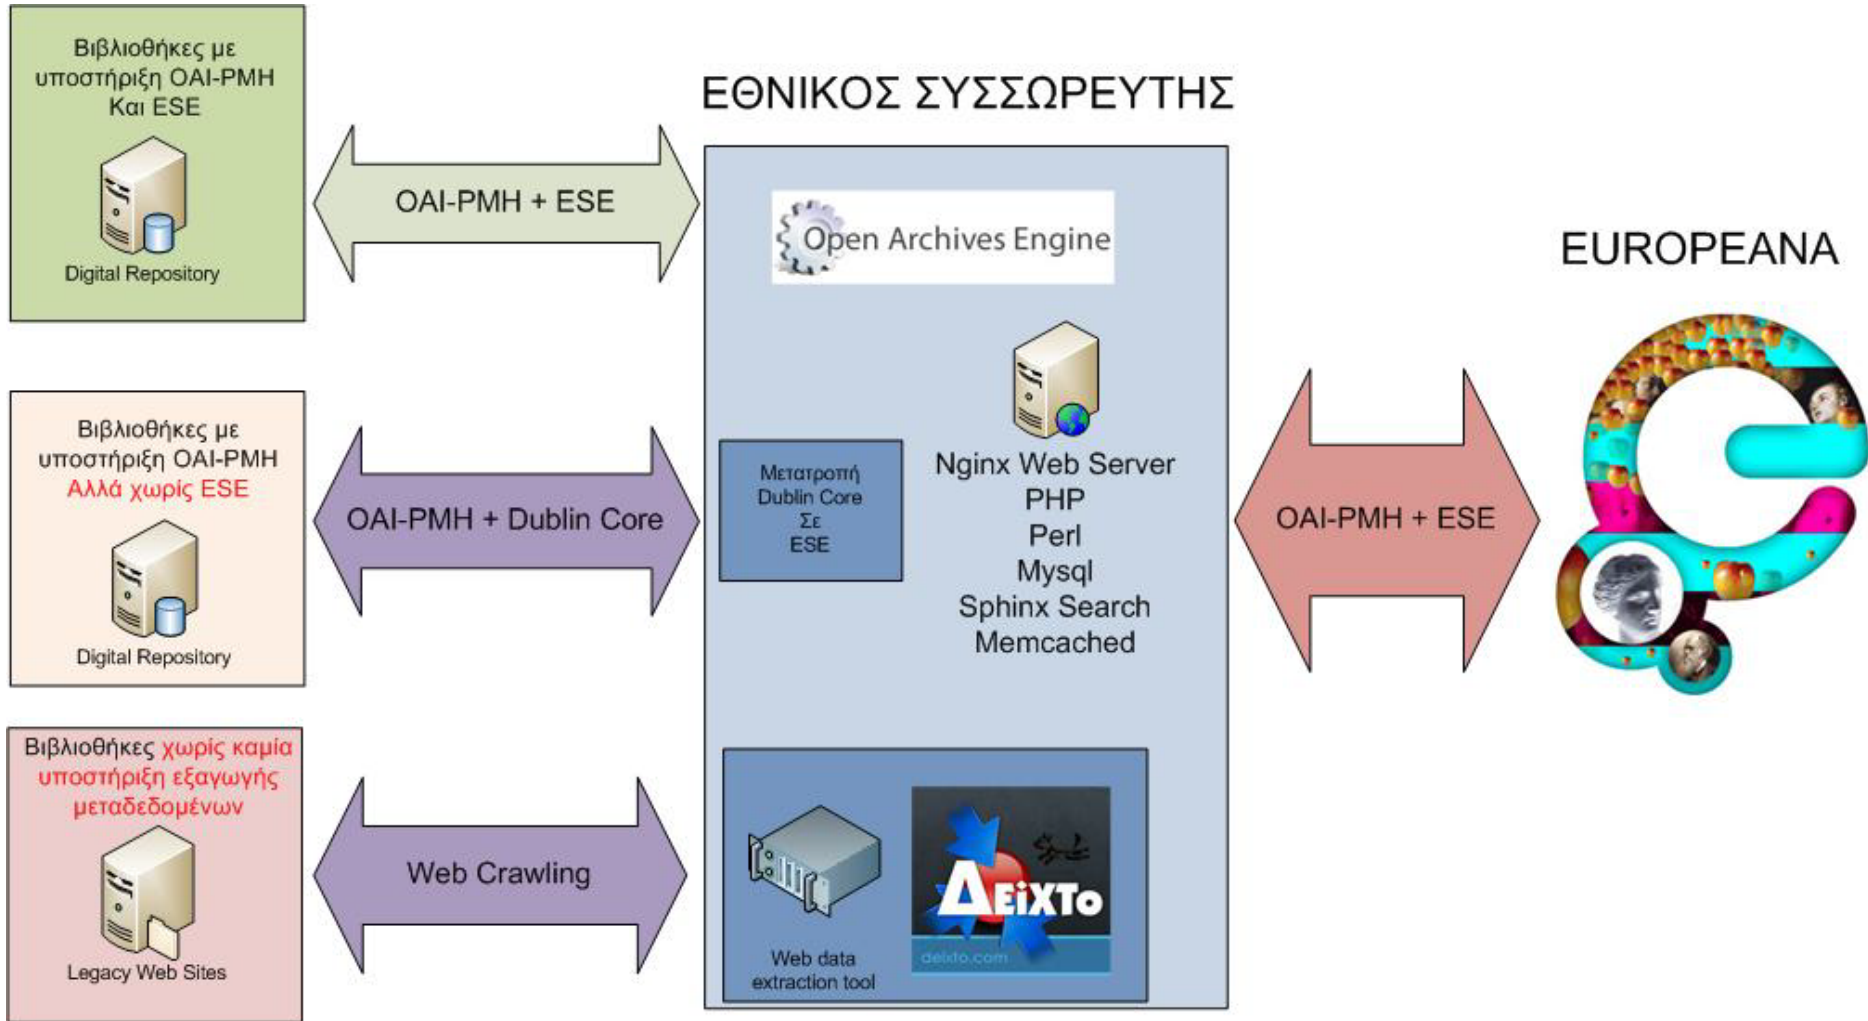 Βιβλιοθήκες με
υποστήριξη OAI-PMH
Και ESE
Digital Repository
OAI-PMH + ESE
Βιβλιοθήκες με
υποστήριξη OAI-PMH
Αλλά χωρίς ESE
Digital Repository
OAI-PMH + Dublin Core
Βιβλιοθήκες χωρίς καμία
υποστήριξη εξαγωγής
μεταδεδομένων
Legacy Web Sites
Web Crawling
ΕΘΝΙΚΟΣ ΣΥΣΣΩΡΕΥΤΗΣ
Open Archives Engine
Nginx Web Server
PHP
Perl
Mysql
Sphinx Search
Memcached
Μετατροπή
Dublin Core
Σε
ESE
Web data
extraction tool
ΔEiXTo
deixto.com
OAI-PMH + ESE
EUROPEANA